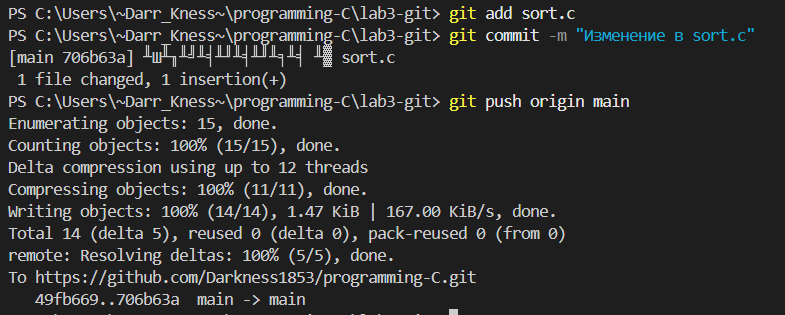 PS C:\Users\~Darr_Kness~\programming-C\lab3-git> git add sort.c
PS C:\Users\~Darr_Kness~\programming-C\lab3-git> git commit -m "Изменение в sort.c"
[main 706b63a] sort.c
1 file changed, 1 insertion(+)
PS C:\Users\~Darr_Kness~\programming-C\lab3-git> git push origin main
Enumerating objects: 15, done.
Counting objects: 100% (15/15), done.
Delta compression using up to 12 threads
Compressing objects: 100% (11/11), done.
Writing objects: 100% (14/14), 1.47 KiB | 167.00 KiB/s, done.
Total 14 (delta 5), reused 0 (delta 0), pack-reused 0 (from 0)
remote: Resolving deltas: 100% (5/5), done.
To https://github.com/Darkness1853/programming-C.git
49fb669..706b63a  main -> main